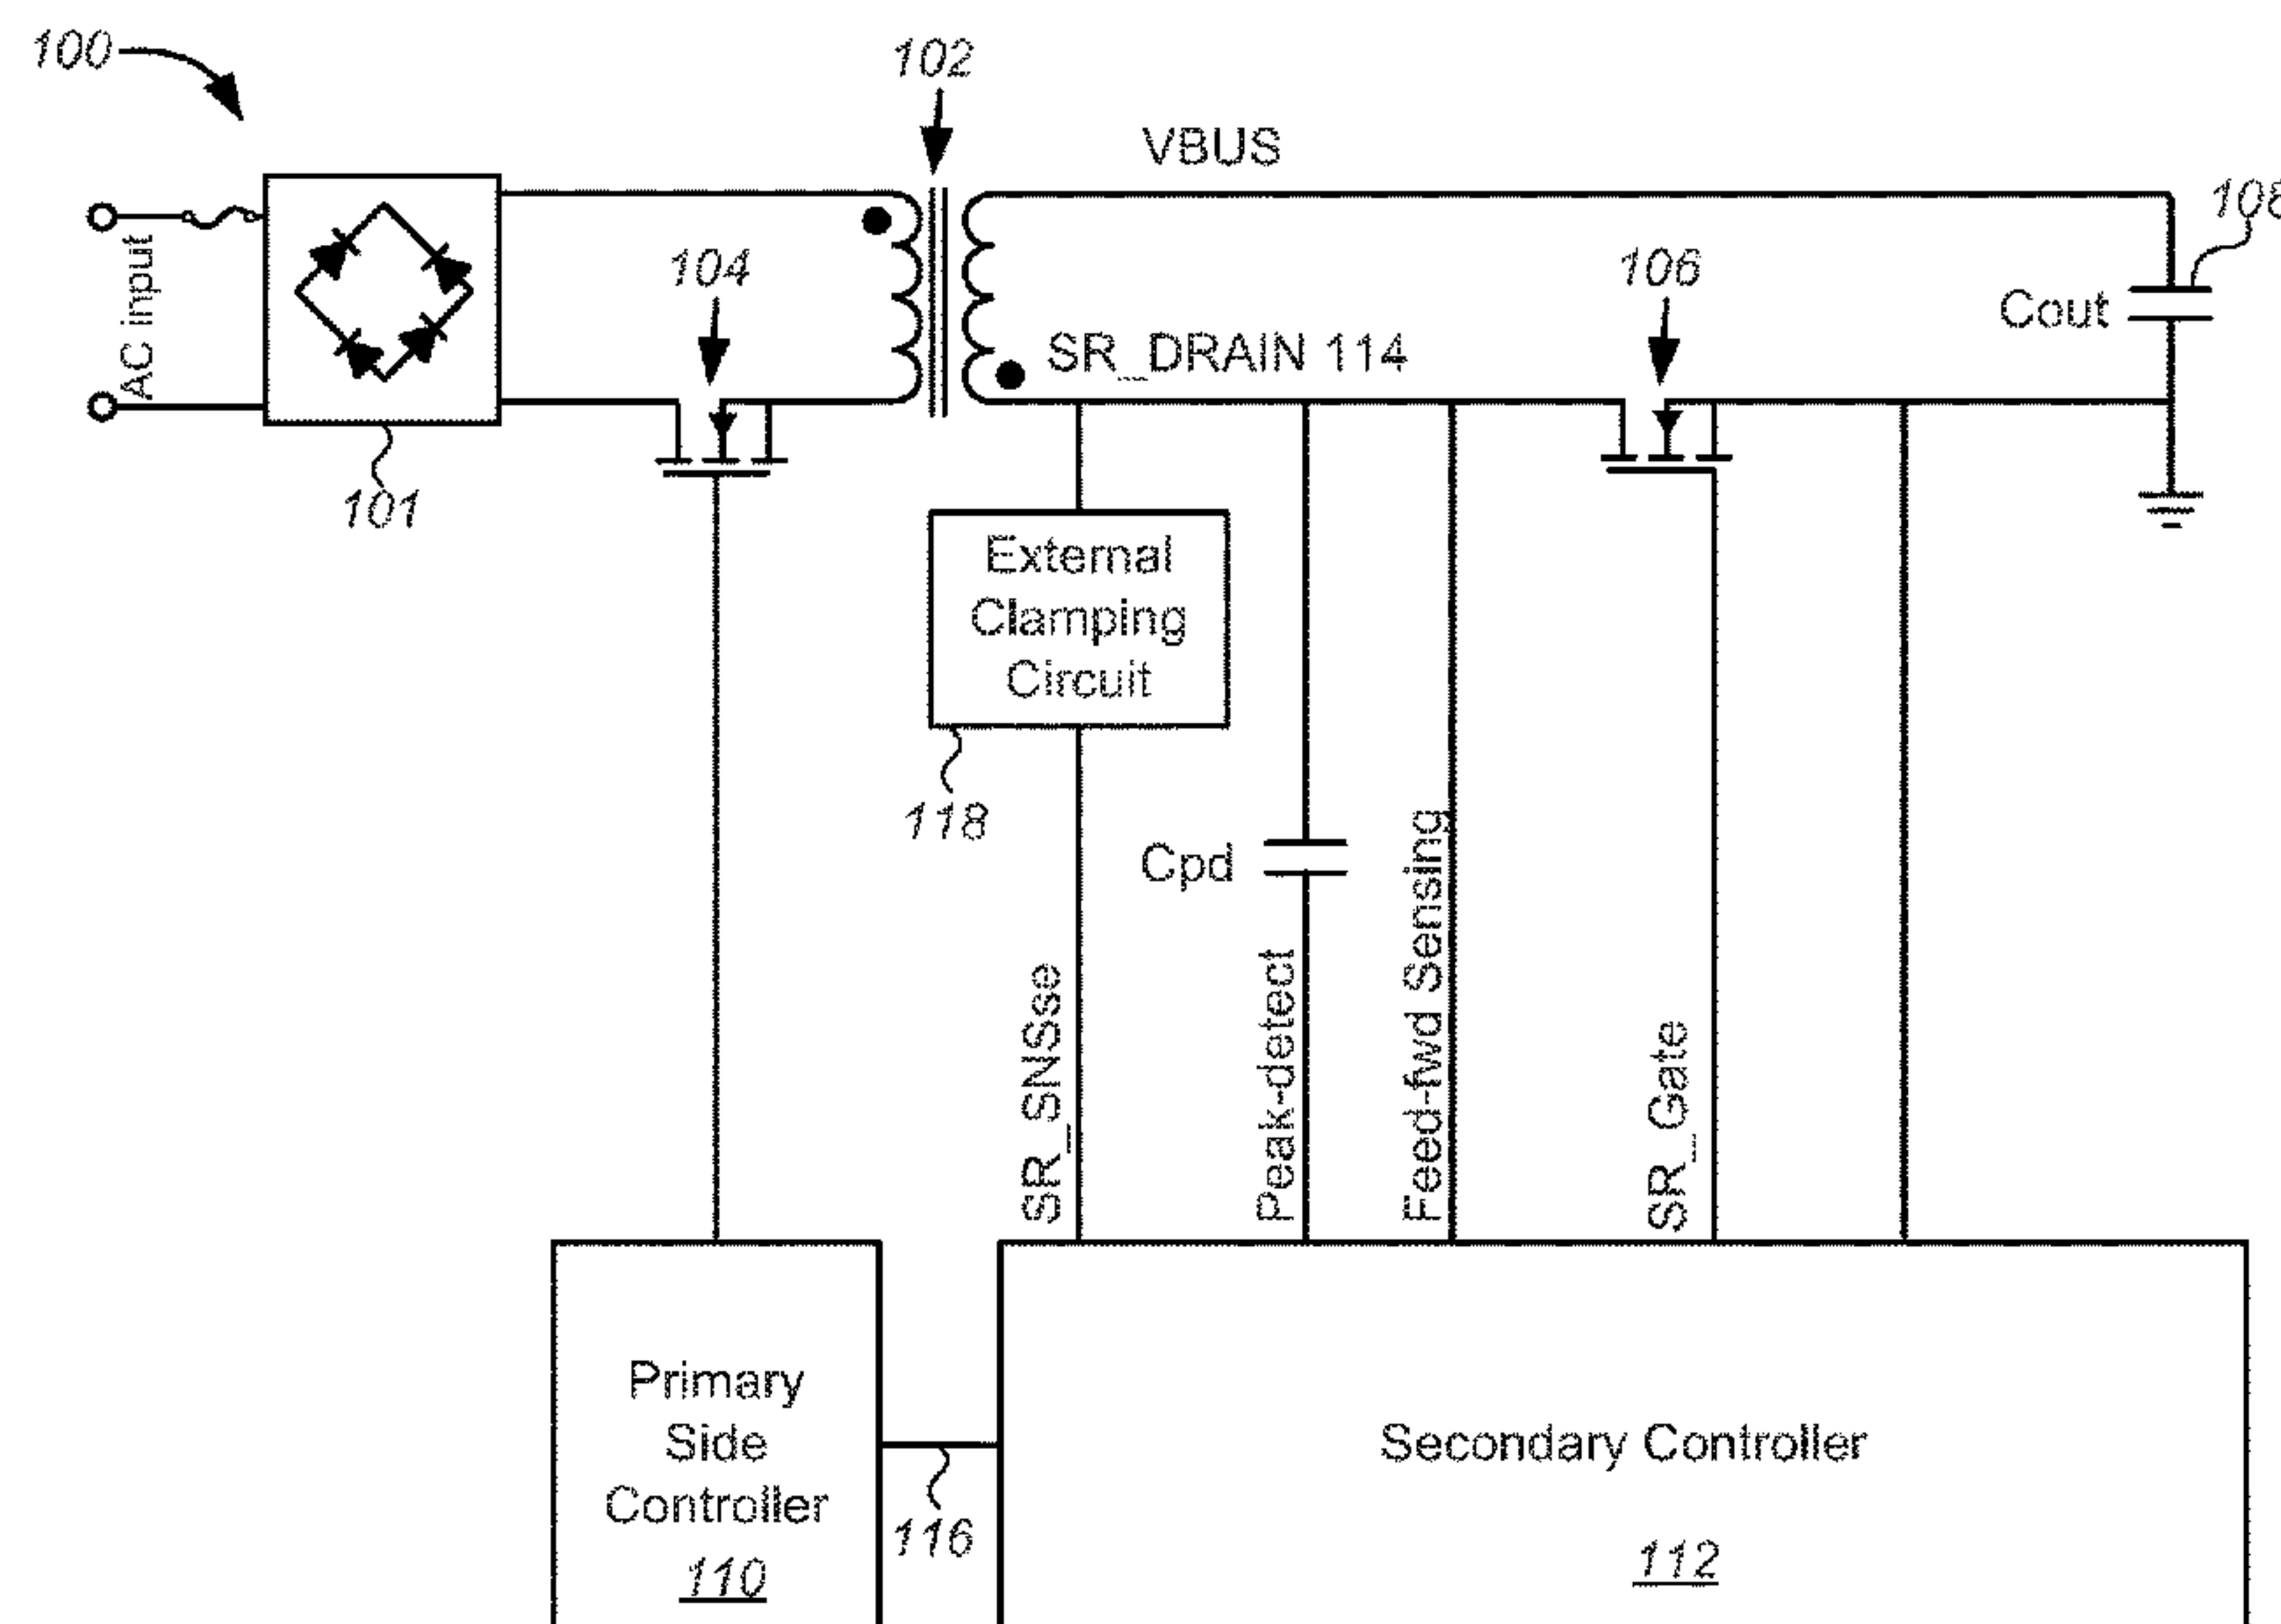 100
102
VBUS
108
AC input
104
106
Cout
SR_DRAIN 114
101
External
Clamping
Circuit
118
Cpd
SR_SNSse
Peak-detect
Feed-fwd Sensing
SR_Gate
Primary
Side
Controller
110
116
Secondary Controller
112